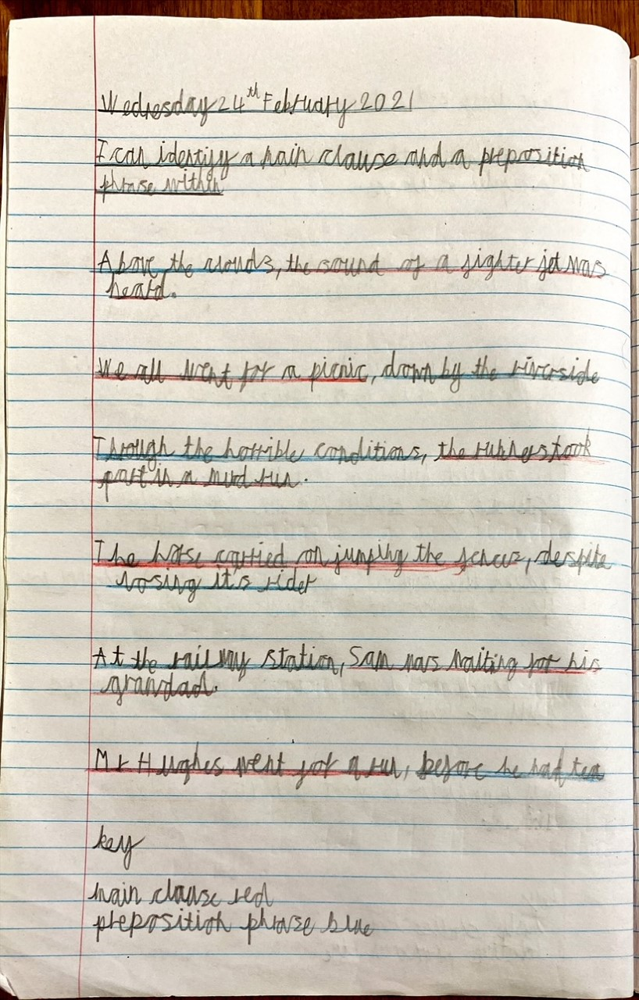 Wednesday 24th February 2021
I can identify a main clause and a preposition
phrase within
Above the clouds, the sound of a fighter jet was
heard.
We all went for a picnic, down by the riverside
Through the horrible conditions, the runners took
part in a mud run.
The horse carried on jumping the fences, despite
losing it's rider
At the railway station, Sam was waiting for his
grandad.
Mr Hughes went for a run, before he had tea
key
main clause red
preposition phrase blue